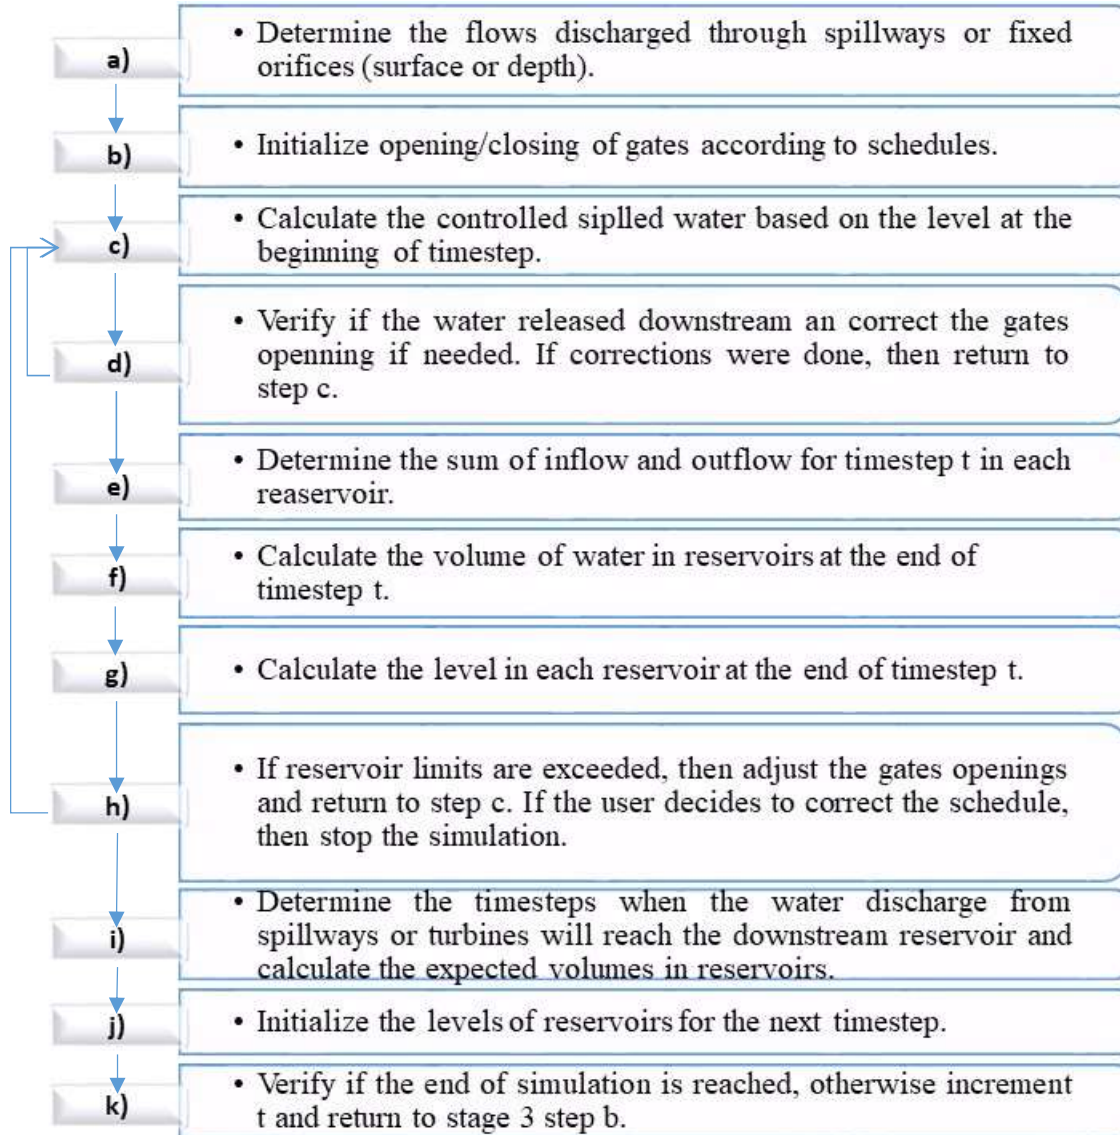 a)
• Determine the flows discharged through spillways or fixed
orifices (surface or depth).
b)
• Initialize opening/closing of gates according to schedules.
c)
• Calculate the controlled siplled water based on the level at the
beginning of timestep.
d)
• Verify if the water released downstream an correct the gates
openning if needed. If corrections were done, then return to
step c.
e)
• Determine the sum of inflow and outflow for timestep t in each
reaservoir.
f)
• Calculate the volume of water in reservoirs at the end of
timestep t.
g)
• Calculate the level in each reservoir at the end of timestep t.
h)
• If reservoir limits are exceeded, then adjust the gates openings
and return to step c. If the user decides to correct the schedule,
then stop the simulation.
i)
• Determine the timesteps when the water discharge from
spillways or turbines will reach the downstream reservoir and
calculate the expected volumes in reservoirs.
j)
• Initialize the levels of reservoirs for the next timestep.
k)
• Verify if the end of simulation is reached, otherwise increment
t and return to stage 3 step b.